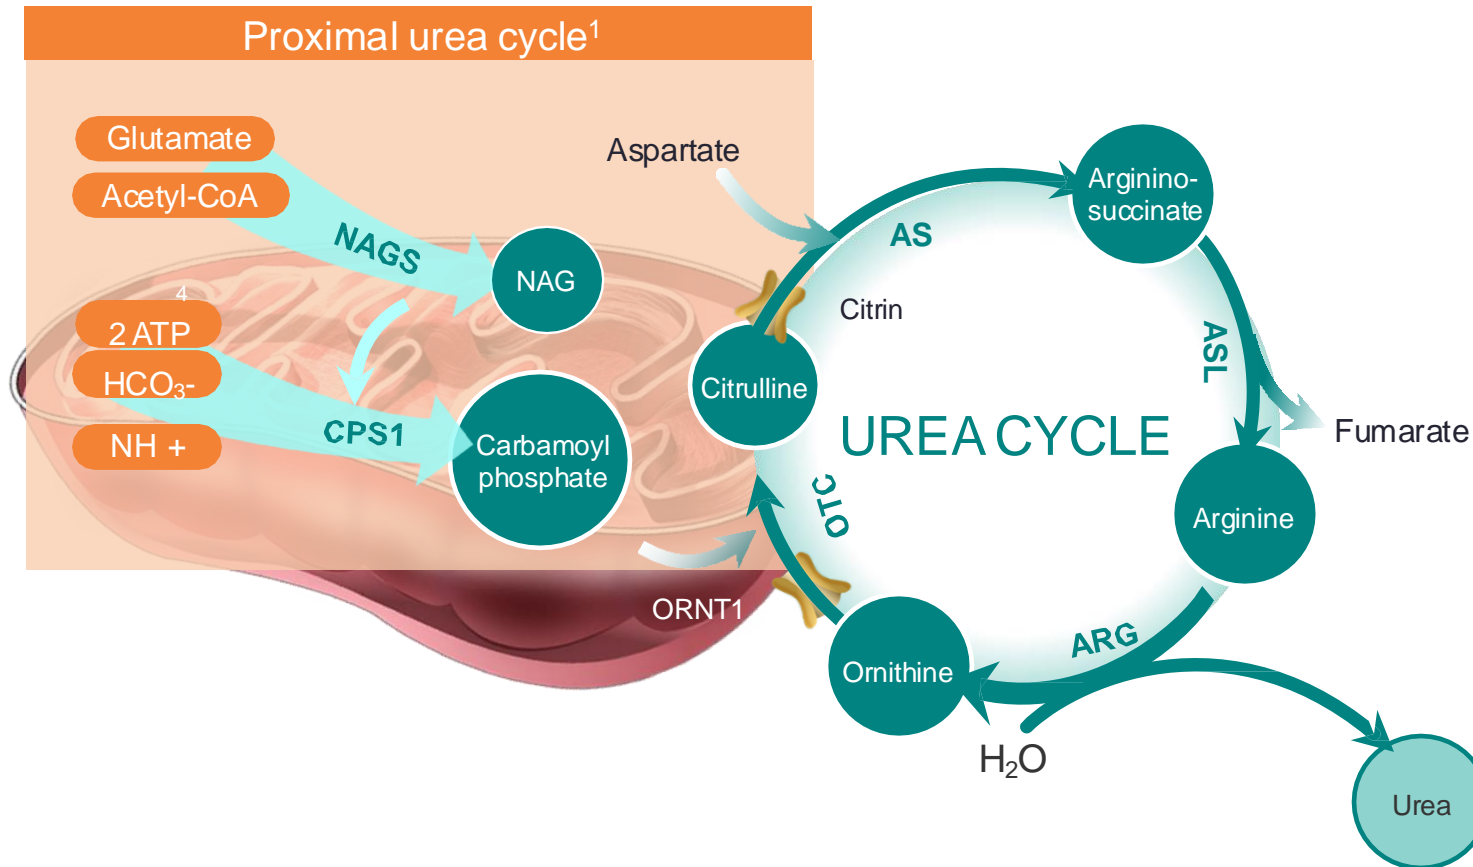 Proximal urea cycle¹
Glutamate
Acetyl-CoA
NAGS
NAG
4
2 ATP
HCO₃-
NH +
CPS1
Carbamoyl
phosphate
Aspartate
AS
Citrin
Citrulline
Arginino-
succinate
ASL
UREA CYCLE
Fumarate
OTC
Arginine
ORNT1
Ornithine
ARG
H₂O
Urea